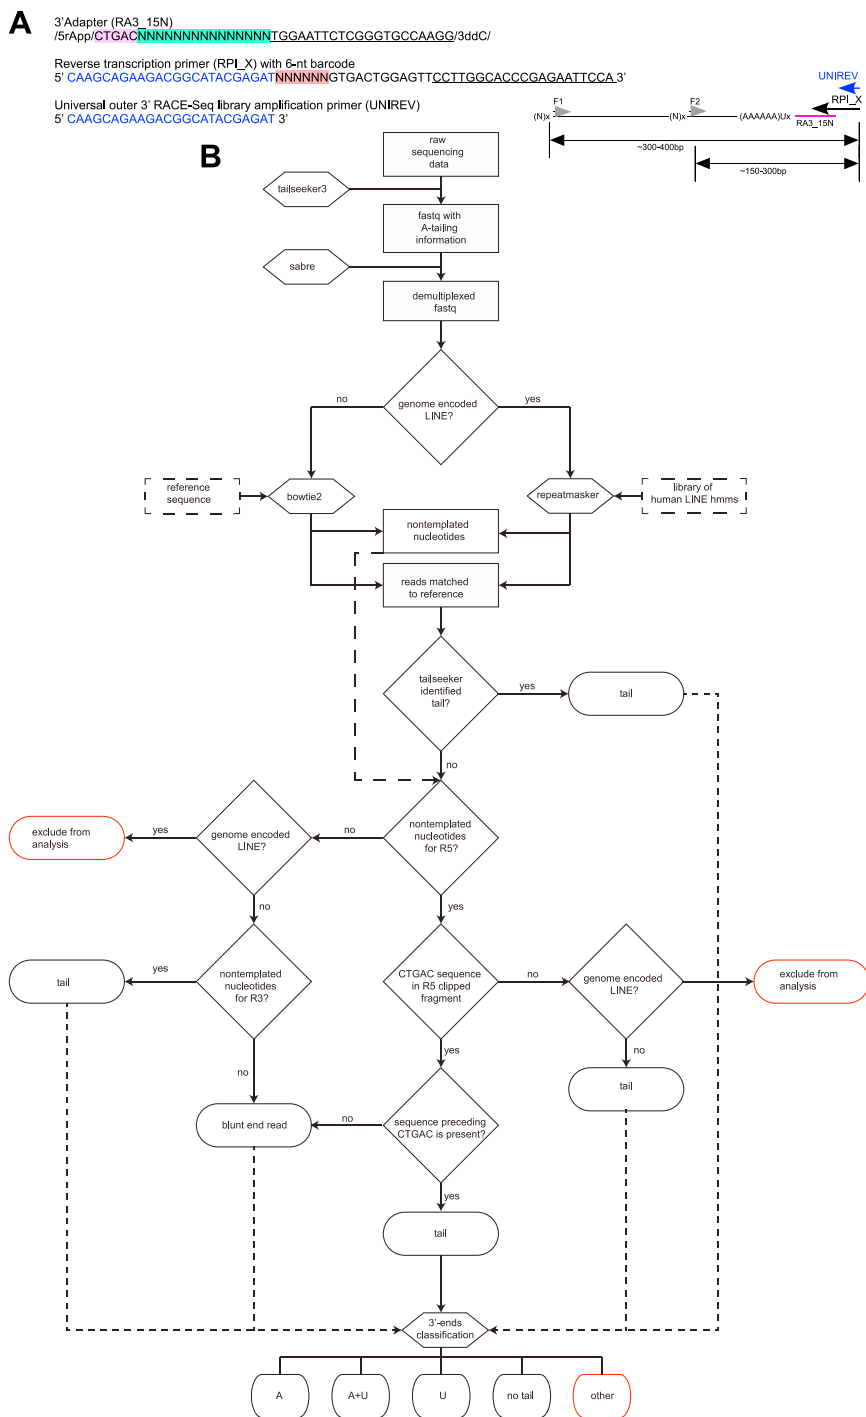 A
3'Adapter (RA3_15N)
/5rApp/CTGACNNNNNNNNNNNNNNNTGGAATTCTCGGGTGCCAAGG/3ddC/
Reverse transcription primer (RPI_X) with 6-nt barcode
5' CAAGCAGAAGACGGCATACGAGATNNNNNNGTGACTGGAGTTCCTTGGCACCCGAGAATTCCA 3'
Universal outer 3' RACE-Seq library amplification primer (UNIREV)
5' CAAGCAGAAGACGGCATACGAGAT 3'
UNIREV
RPI_X
F1
F2
(N)x
(N)x
(AAAAAA)Ux
RA3_15N
~300-400bp
~150-300bp
B
raw
sequencing
data
tailseeker3
fastq with
A-tailing
information
sabre
demultiplexed
fastq
genome encoded
LINE?
no
yes
reference
sequence
bowtie2
repeatmasker
library of
human LINE hmms
nontemplated
nucleotides
reads matched
to reference
tailseeker
identified
tail?
yes
tail
no
nontemplated
nucleotides
for R5?
no
genome encoded
LINE?
yes
exclude from
analysis
no
yes
nontemplated
nucleotides
for R3?
yes
tail
no
CTGAC sequence
in R5 clipped
fragment
no
genome encoded
LINE?
exclude from
analysis
no
tail
yes
sequence preceding
CTGAC is present?
no
blunt end read
yes
tail
3'-ends
classification
A
A+U
U
no tail
other